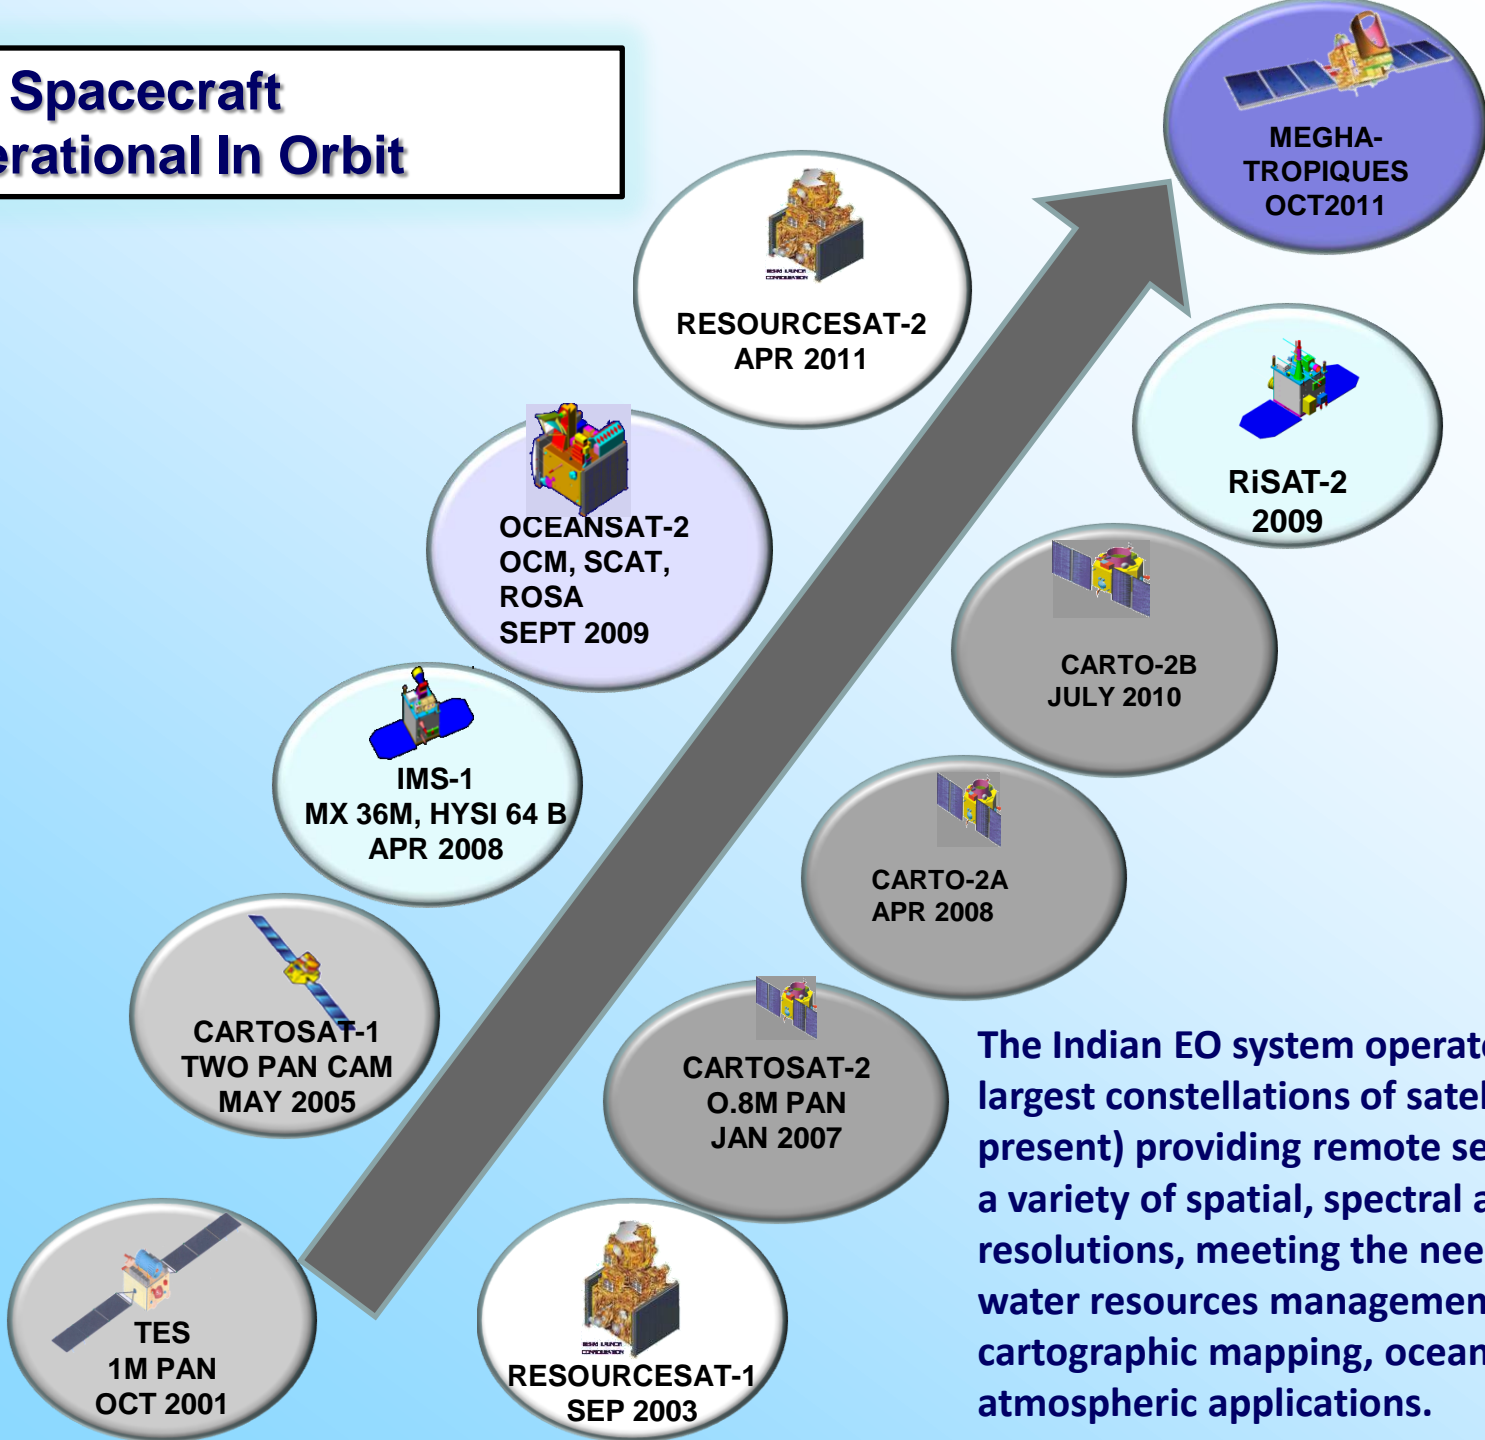 Spacecraft
erational In Orbit
MEGHA-
TROPIQUES
OCT2011
RESOURCESAT-2
APR 2011
RiSAT-2
2009
OCEANSAT-2
OCM, SCAT,
ROSA
SEPT 2009
CARTO-2B
JULY 2010
IMS-1
MX 36M, HYSI 64 B
APR 2008
CARTO-2A
APR 2008
CARTOSAT-1
TWO PAN CAM
MAY 2005
CARTOSAT-2
O.8M PAN
JAN 2007
TES
1M PAN
OCT 2001
RESOURCESAT-1
SEP 2003
The Indian EO system operate
largest constellations of satel
present) providing remote se
a variety of spatial, spectral a
resolutions, meeting the nee
water resources managemen
cartographic mapping, ocean
atmospheric applications.